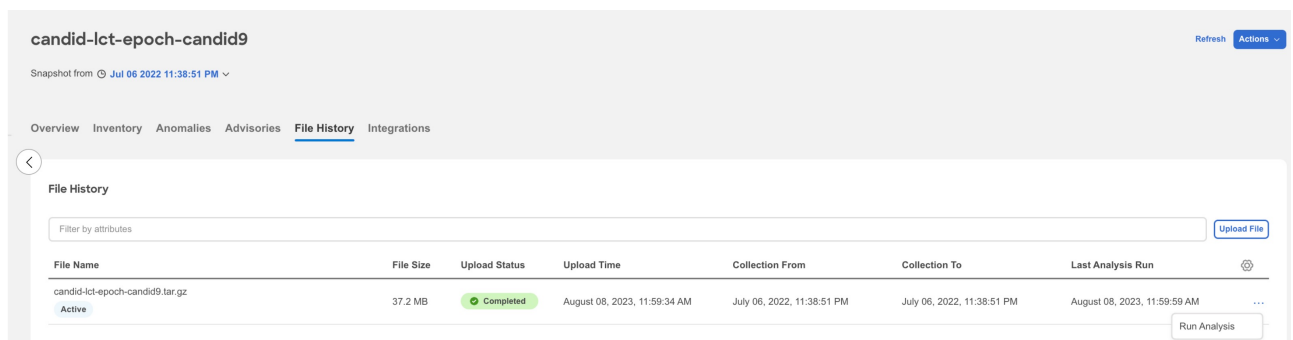 candid-lct-epoch-candid9
Refresh
Actions
Snapshot from Jul 06 2022 11:38:51 PM
Overview Inventory Anomalies Advisories File History Integrations
File History
Filter by attributes
Upload File
File Name File Size Upload Status Upload Time Collection From Collection To Last Analysis Run
candid-lct-epoch-candid9.tar.gz
Active
37.2 MB Completed August 08, 2023, 11:59:34 AM July 06, 2022, 11:38:51 PM July 06, 2022, 11:38:51 PM August 08, 2023, 11:59:59 AM ...
Run Analysis